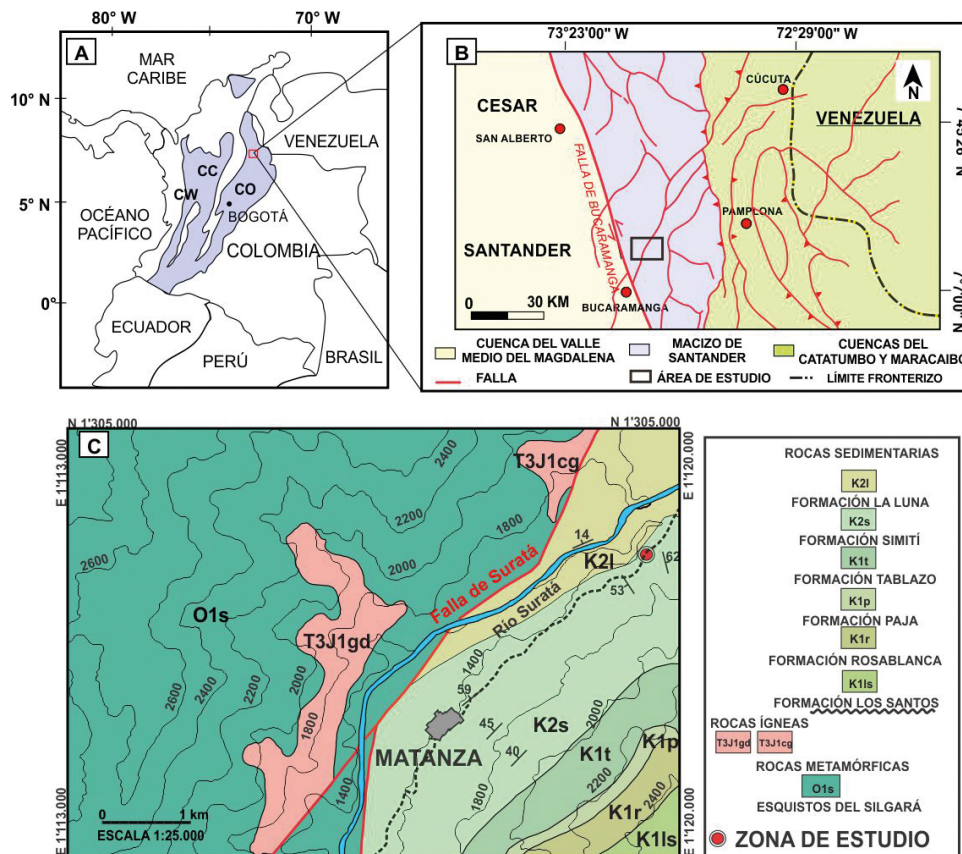 80° W
70° W
A
MAR
CARIBE
10° N
VENEZUELA
CC
CW
CO
5° N
BOGOTÁ
OCÉANO
PACÍFICO
COLOMBIA
0°
ECUADOR
PERÚ
BRASIL
73°23'00" W
72°29'00" W
B
CÚCUTA
N
CESAR
VENEZUELA
SAN ALBERTO
FALLA DE BUCARAMANGA
PAMPLONA
SANTANDER
0 30 KM
BUCARAMANGA
CUENCA DEL VALLE
MEDIO DEL MAGDALENA
MACIZO DE
SANTANDER
CUENCAS DEL
CATATUMBO Y MARACAIBO
FALLA
ÁREA DE ESTUDIO
LÍMITE FRONTERIZO
N 1'305.000
N 1'305.000
C
E 1'113.000
E 1'120.000
2400
T3J1cg
2200
1800
2600
2000
14
K2l
62
53
Falla de Suratá
Río Suratá
O1s
T3J1gd
1400
2600
2400
2200
2000
1800
59
45
K2s
2000
MATANZA
40
K1t
K1p
1400
1800
2200
2400
K1r
K1ls
0 1 km
ESCALA 1:25.000
E 1'113.000
E 1'120.000
ROCAS SEDIMENTARIAS
K2l
FORMACIÓN LA LUNA
K2s
FORMACIÓN SIMITÍ
K1t
FORMACIÓN TABLAZO
K1p
FORMACIÓN PAJA
K1r
FORMACIÓN ROSABLANCA
K1ls
FORMACIÓN LOS SANTOS
ROCAS ÍGNEAS
T3J1gd T3J1cg
ROCAS METAMÓRFICAS
O1s
ESQUISTOS DEL SILGARÁ
ZONA DE ESTUDIO